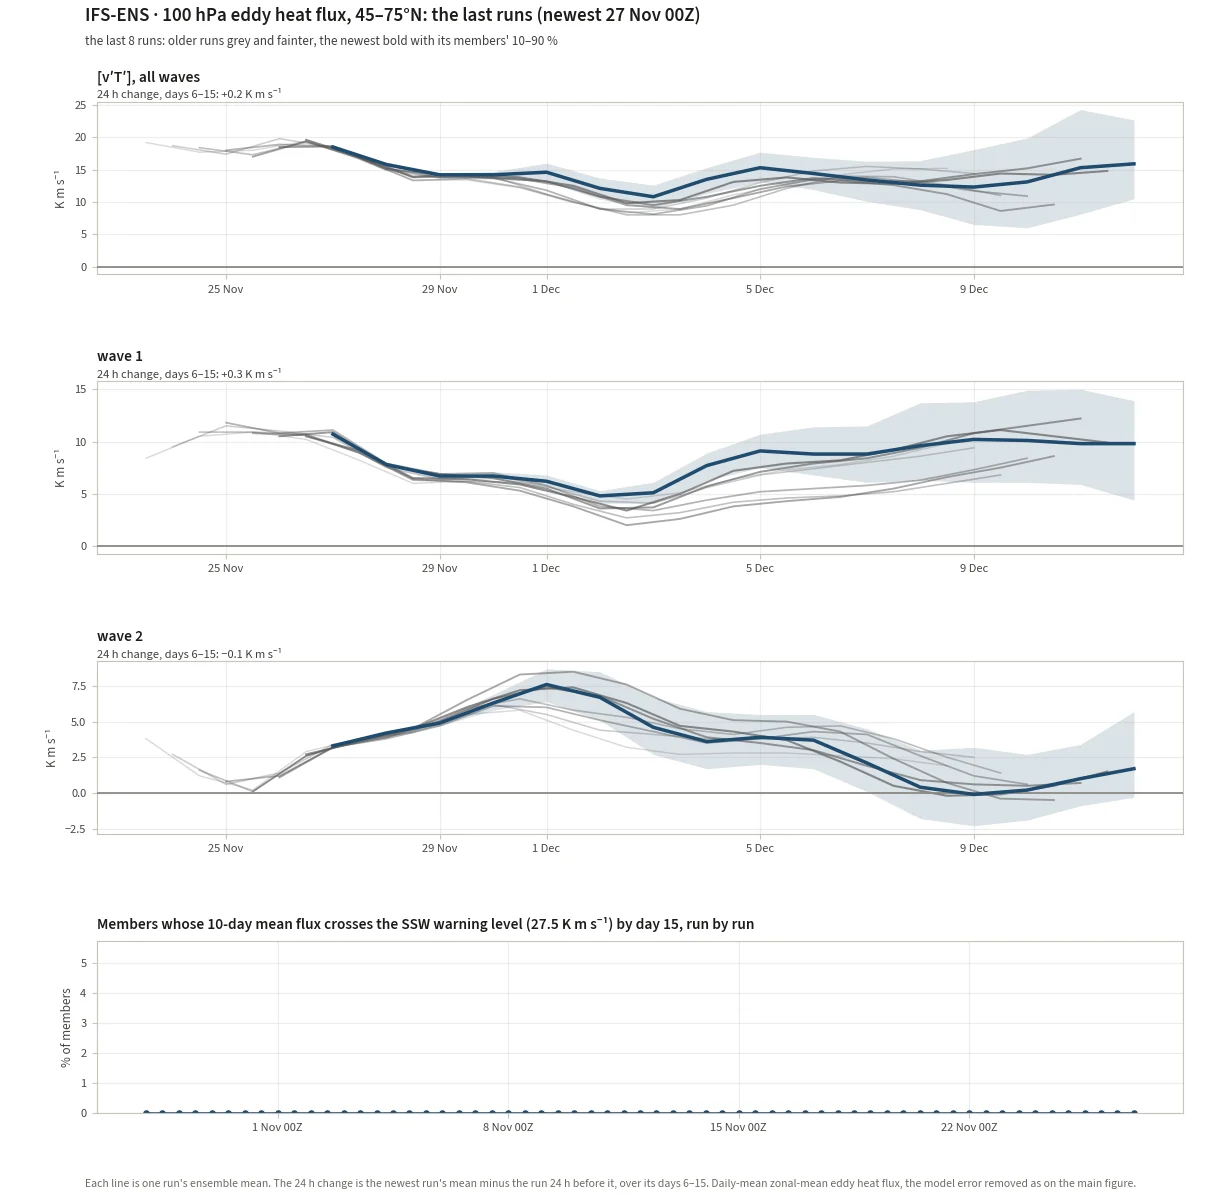 IFS-ENS · 100 hPa eddy heat flux, 45–75°N: the last runs (newest 27 Nov 00Z)
the last 8 runs: older runs grey and fainter, the newest bold with its members' 10–90 %
[v′T′], all waves
24 h change, days 6–15: +0.2 K m s⁻¹
25
20
15
10
5
0
K m s⁻¹
25 Nov
29 Nov
1 Dec
5 Dec
9 Dec
wave 1
24 h change, days 6–15: +0.3 K m s⁻¹
15
10
5
0
K m s⁻¹
25 Nov
29 Nov
1 Dec
5 Dec
9 Dec
wave 2
24 h change, days 6–15: −0.1 K m s⁻¹
7.5
5.0
2.5
0.0
−2.5
K m s⁻¹
25 Nov
29 Nov
1 Dec
5 Dec
9 Dec
Members whose 10-day mean flux crosses the SSW warning level (27.5 K m s⁻¹) by day 15, run by run
5
4
3
2
1
0
% of members
1 Nov 00Z
8 Nov 00Z
15 Nov 00Z
22 Nov 00Z
Each line is one run's ensemble mean. The 24 h change is the newest run's mean minus the run 24 h before it, over its days 6–15. Daily-mean zonal-mean eddy heat flux, the model error removed as on the main figure.